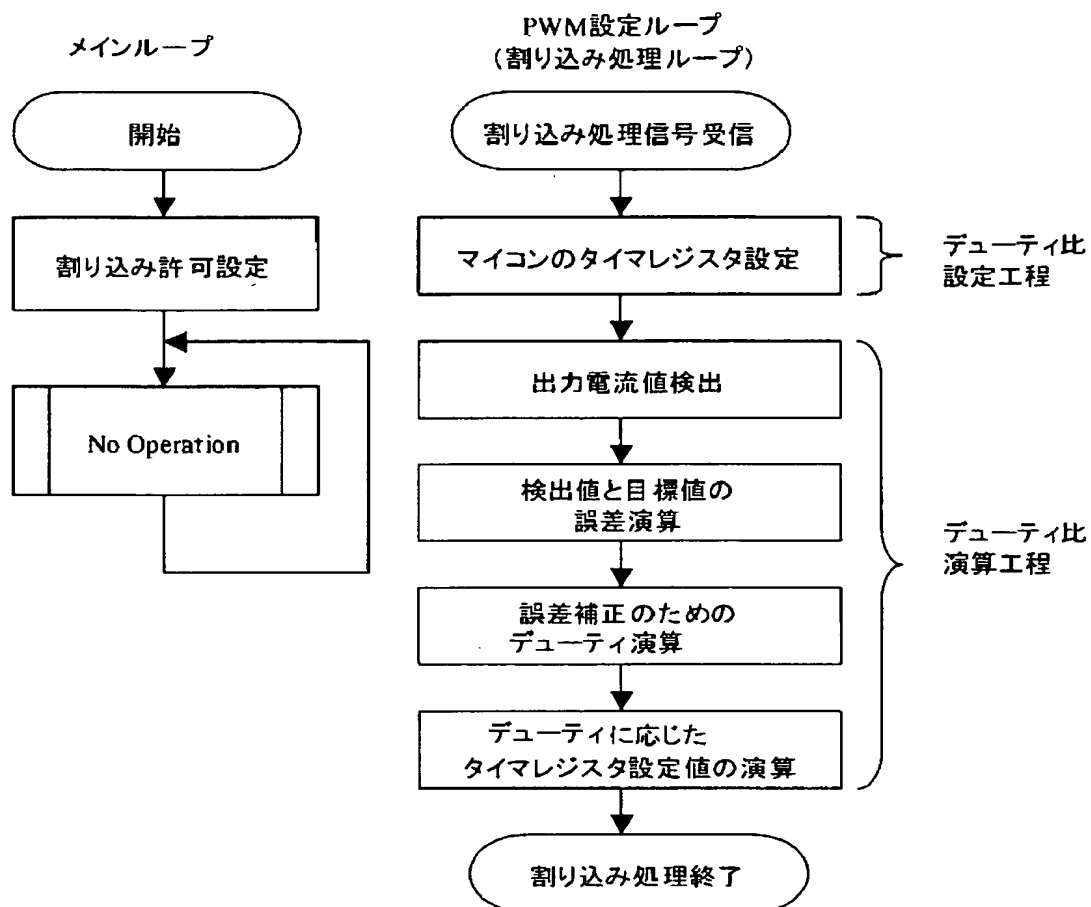 メインループ
開始
割り込み許可設定
No Operation
PWM設定ループ
(割り込み処理ループ)
割り込み処理信号受信
マイコンのタイマレジスタ設定
デューティ比
設定工程
出力電流値検出
検出値と目標値の
誤差演算
誤差補正のための
デューティ演算
デューティに応じた
タイマレジスタ設定値の演算
デューティ比
演算工程
割り込み処理終了